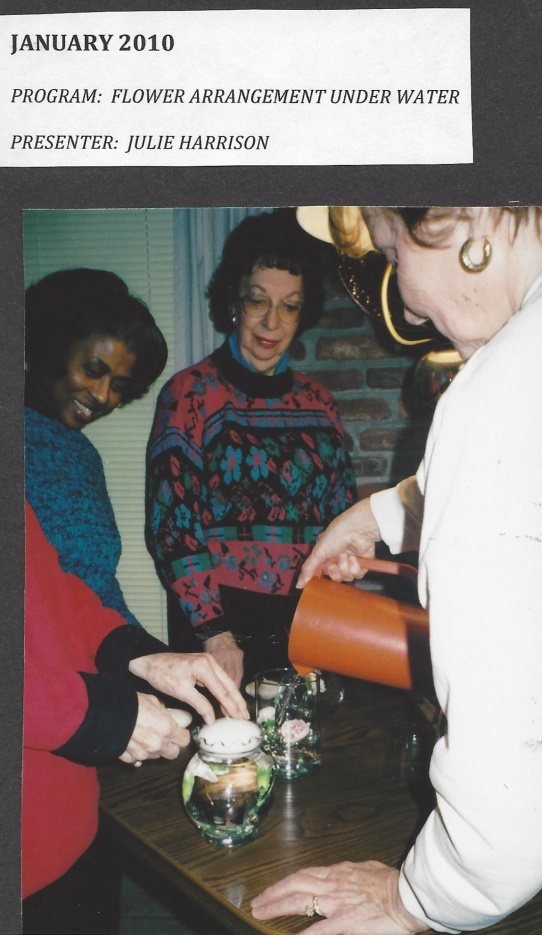 JANUARY 2010
PROGRAM: FLOWER ARRANGEMENT UNDER WATER
PRESENTER: JULIE HARRISON